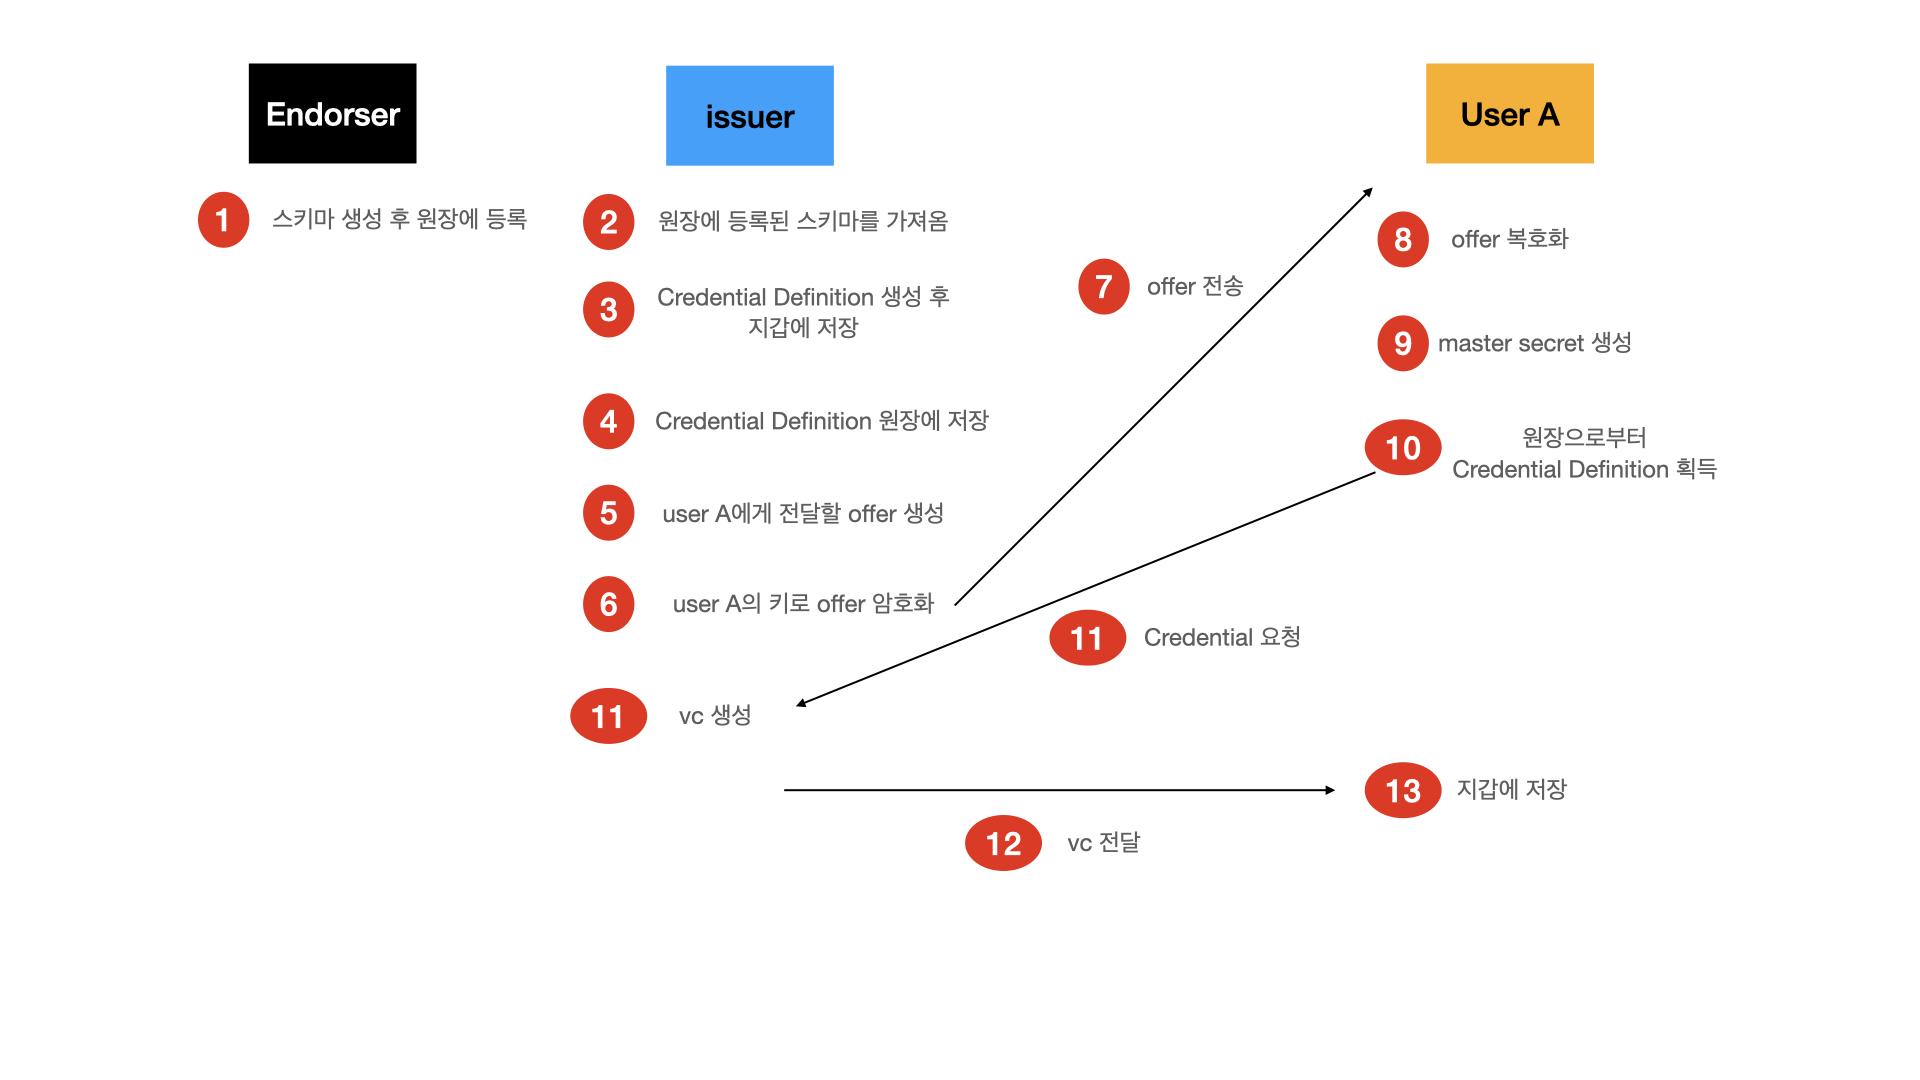 Endorser
issuer
User A
1
스키마 생성 후 원장에 등록
2
원장에 등록된 스키마를 가져옴
3
Credential Definition 생성 후
지갑에 저장
4
Credential Definition 원장에 저장
5
user A에게 전달할 offer 생성
6
user A의 키로 offer 암호화
7
offer 전송
8
offer 복호화
9
master secret 생성
10
원장으로부터
Credential Definition 획득
11
Credential 요청
11
vc 생성
12
vc 전달
13
지갑에 저장